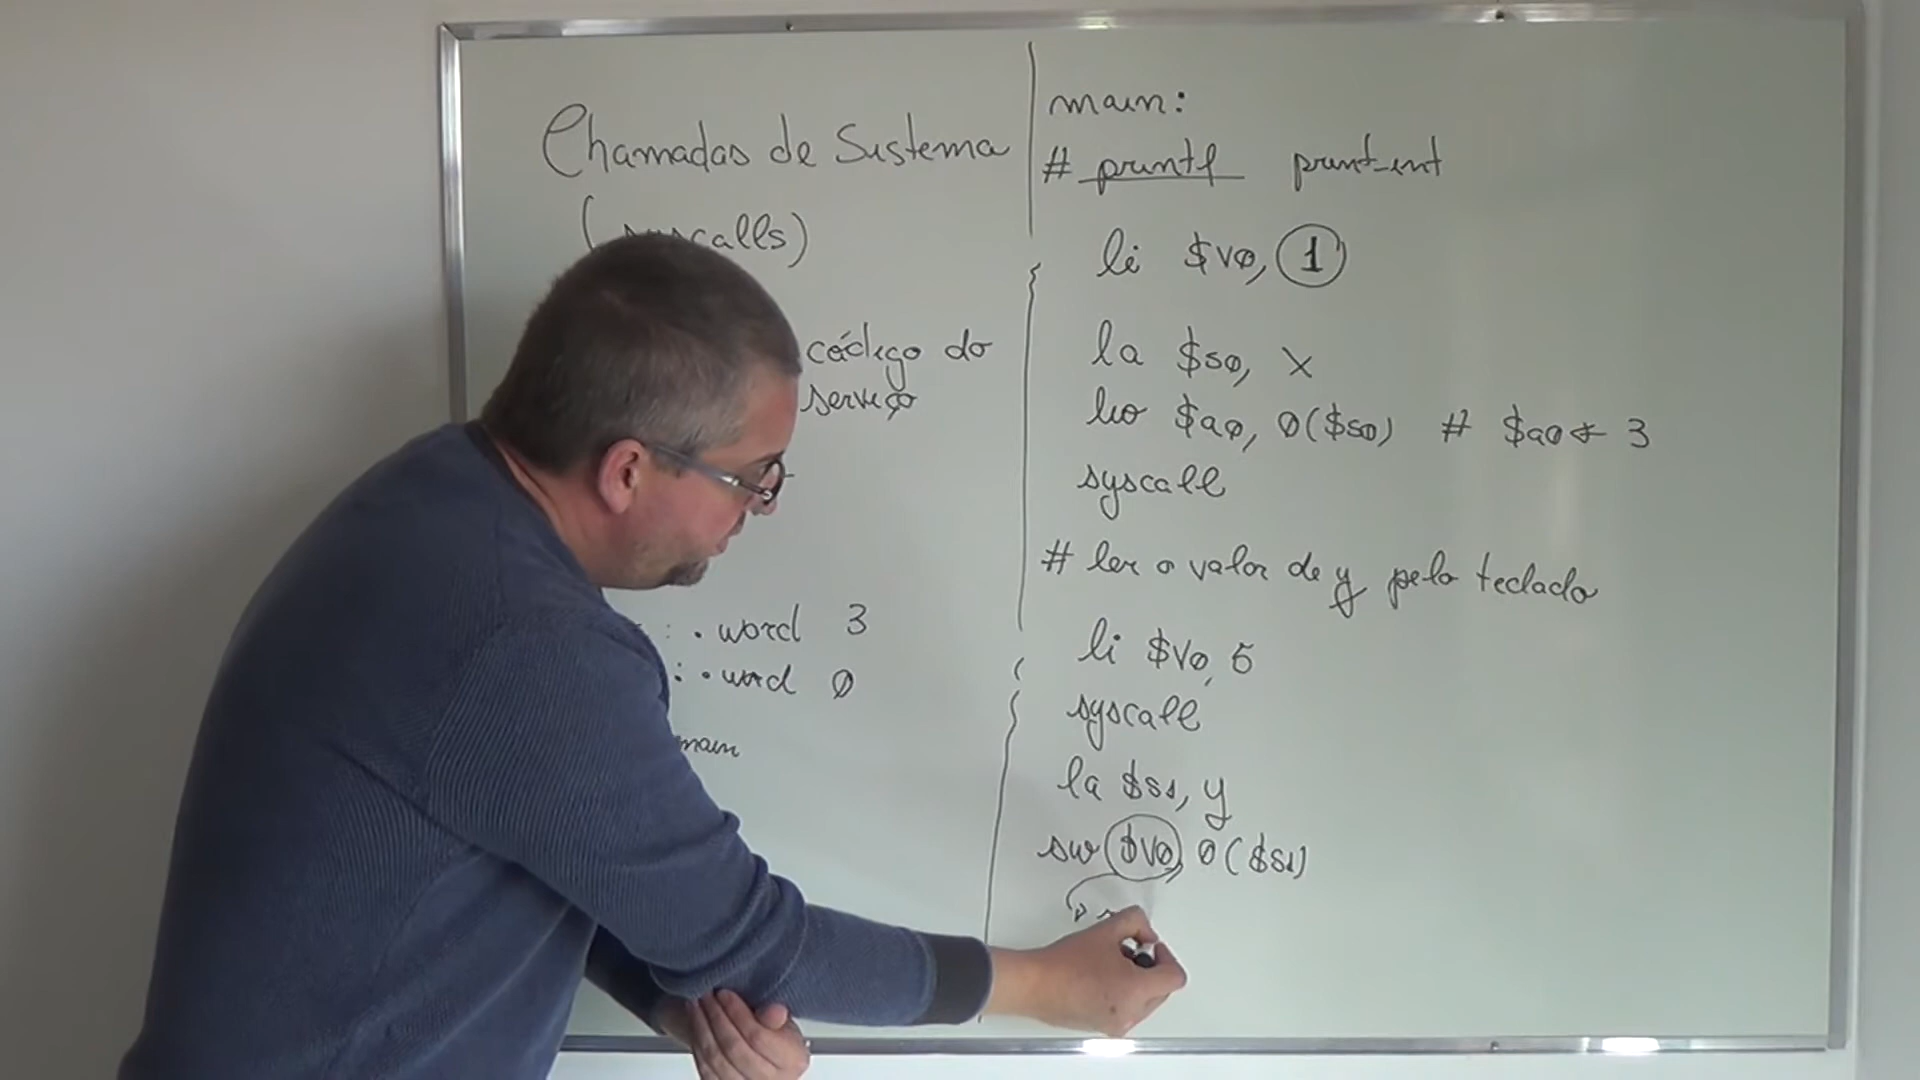 Chamadas de Sistema
(syscalls)
código do
serviço
: .word 3
: .word 0
main
main:
# printf print_int
li $v0, 1
la $s0, x
lw $a0, 0($s0) # $a0 ← 3
syscall
# ler o valor de y pelo teclado
li $v0, 5
syscall
la $s1, y
sw $v0, 0($s1)